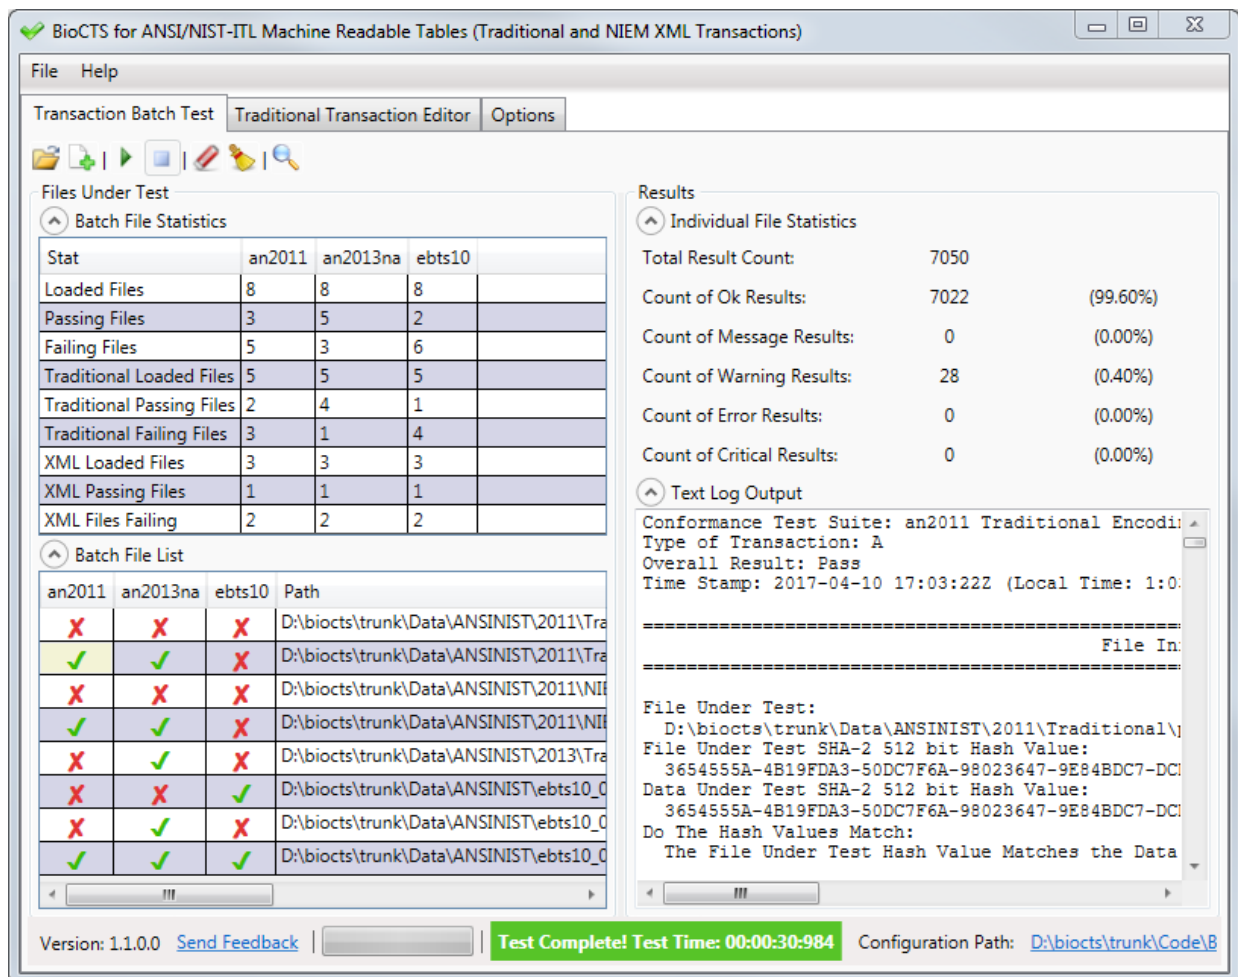 BioCTS for ANSI/NIST-ITL Machine Readable Tables (Traditional and NIEM XML Transactions)
File Help
Transaction Batch Test Traditional Transaction Editor Options
Files Under Test
Batch File Statistics
Stat an2011 an2013na ebts10
Loaded Files 8 8 8
Passing Files 3 5 2
Failing Files 5 3 6
Traditional Loaded Files 5 5 5
Traditional Passing Files 2 4 1
Traditional Failing Files 3 1 4
XML Loaded Files 3 3 3
XML Passing Files 1 1 1
XML Files Failing 2 2 2
Batch File List
an2011 an2013na ebts10 Path
D:\biocts\trunk\Data\ANSINIST\2011\Tra
D:\biocts\trunk\Data\ANSINIST\2011\Tra
D:\biocts\trunk\Data\ANSINIST\2011\NIE
D:\biocts\trunk\Data\ANSINIST\2011\NIE
D:\biocts\trunk\Data\ANSINIST\2013\Tra
D:\biocts\trunk\Data\ANSINIST\ebts10_0
D:\biocts\trunk\Data\ANSINIST\ebts10_0
D:\biocts\trunk\Data\ANSINIST\ebts10_0
Results
Individual File Statistics
Total Result Count: 7050
Count of Ok Results: 7022 (99.60%)
Count of Message Results: 0 (0.00%)
Count of Warning Results: 28 (0.40%)
Count of Error Results: 0 (0.00%)
Count of Critical Results: 0 (0.00%)
Text Log Output
Conformance Test Suite: an2011 Traditional Encodi
Type of Transaction: A
Overall Result: Pass
Time Stamp: 2017-04-10 17:03:22Z (Local Time: 1:0
==================================================
File In
==================================================
File Under Test:
D:\biocts\trunk\Data\ANSINIST\2011\Traditional\
File Under Test SHA-2 512 bit Hash Value:
3654555A-4B19FDA3-50DC7F6A-98023647-9E84BDC7-DC
Data Under Test SHA-2 512 bit Hash Value:
3654555A-4B19FDA3-50DC7F6A-98023647-9E84BDC7-DC
Do The Hash Values Match:
The File Under Test Hash Value Matches the Data
Version: 1.1.0.0 Send Feedback Test Complete! Test Time: 00:00:30:984 Configuration Path: D:\biocts\trunk\Code\B